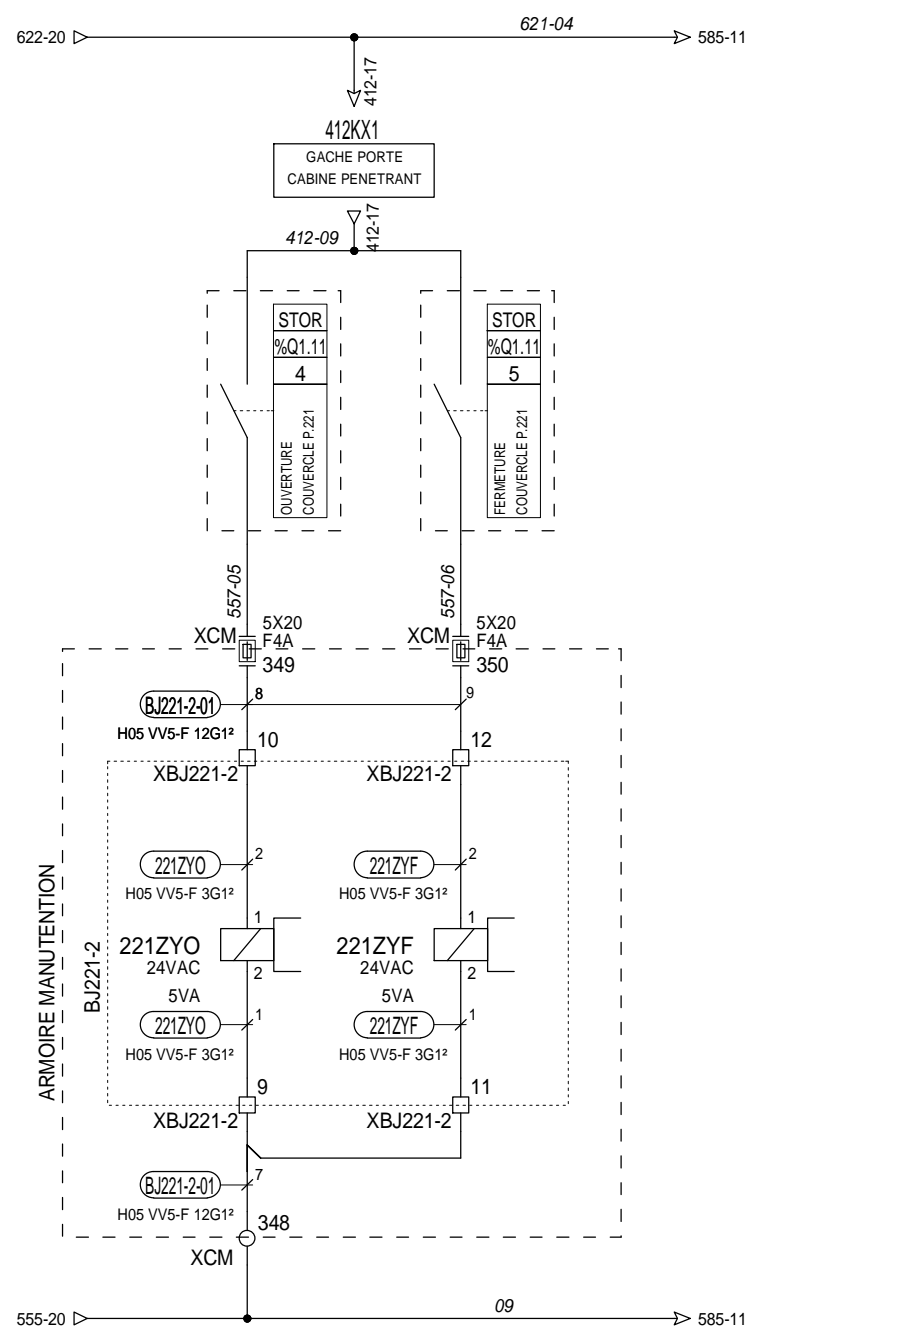 621-04
622-20
585-11
412-17
412KX1
GACHE PORTE
CABINE PENETRANT
412-17
412-09
STOR
%Q1.11
4
OUVERTURE
COUVERCLE P.221
STOR
%Q1.11
5
FERMETURE
COUVERCLE P.221
557-05
557-06
XCM
5X20
F4A
349
XCM
5X20
F4A
350
BJ221-2-01
8
9
H05 VV5-F 12G1²
10
12
XBJ221-2
XBJ221-2
221ZYO
2
221ZYF
2
H05 VV5-F 3G1²
H05 VV5-F 3G1²
ARMOIRE MANUTENTION
BJ221-2
1
221ZYO
24VAC
2
5VA
1
221ZYF
24VAC
2
5VA
221ZYO
1
221ZYF
1
H05 VV5-F 3G1²
H05 VV5-F 3G1²
9
11
XBJ221-2
XBJ221-2
BJ221-2-01
7
H05 VV5-F 12G1²
348
XCM
09
555-20
585-11